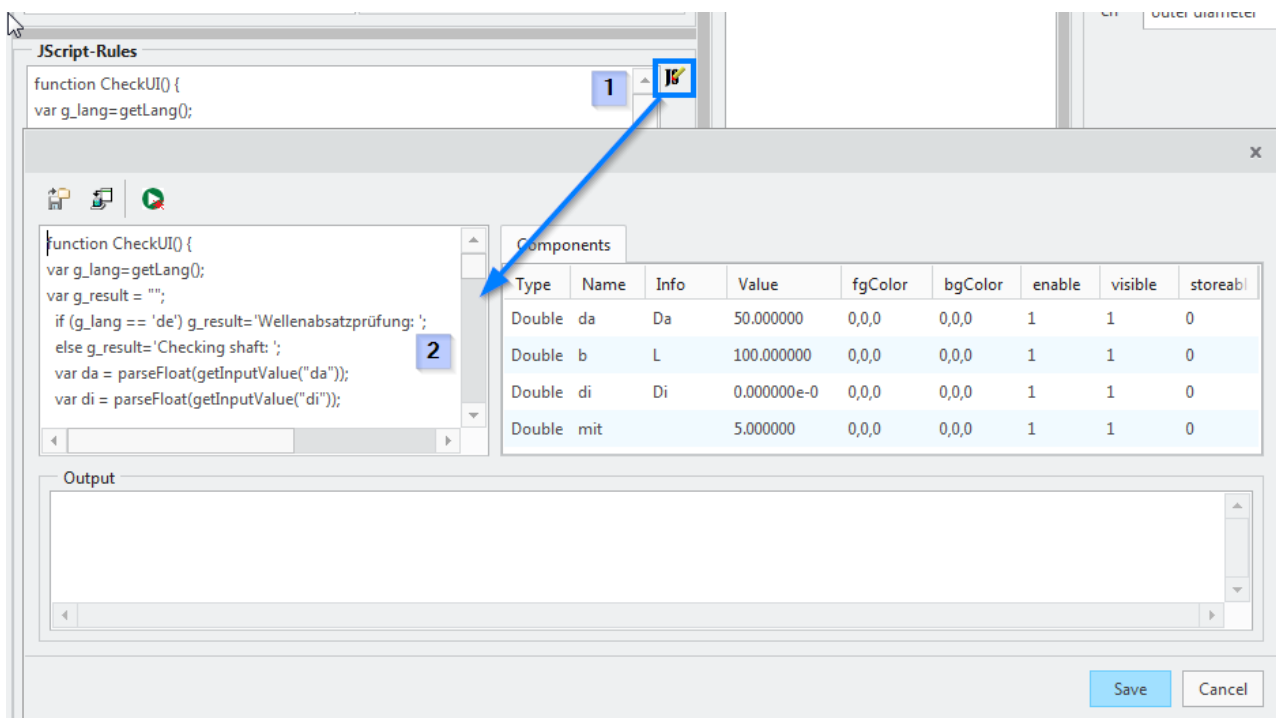 outer diameter
JScript-Rules
function CheckUI() {
var g_lang=getLang();
1
JS
x
function CheckUI() {
var g_lang=getLang();
var g_result = "";
if (g_lang == 'de') g_result='Wellenabsatzprüfung: ';
else g_result='Checking shaft: ';
var da = parseFloat(getInputValue("da"));
var di = parseFloat(getInputValue("di"));
2
Components
Type Name Info Value fgColor bgColor enable visible storeabl
Double da Da 50.000000 0,0,0 0,0,0 1 1 0
Double b L 100.000000 0,0,0 0,0,0 1 1 0
Double di Di 0.000000e-0 0,0,0 0,0,0 1 1 0
Double mit 5.000000 0,0,0 0,0,0 1 1 0
Output
Save Cancel